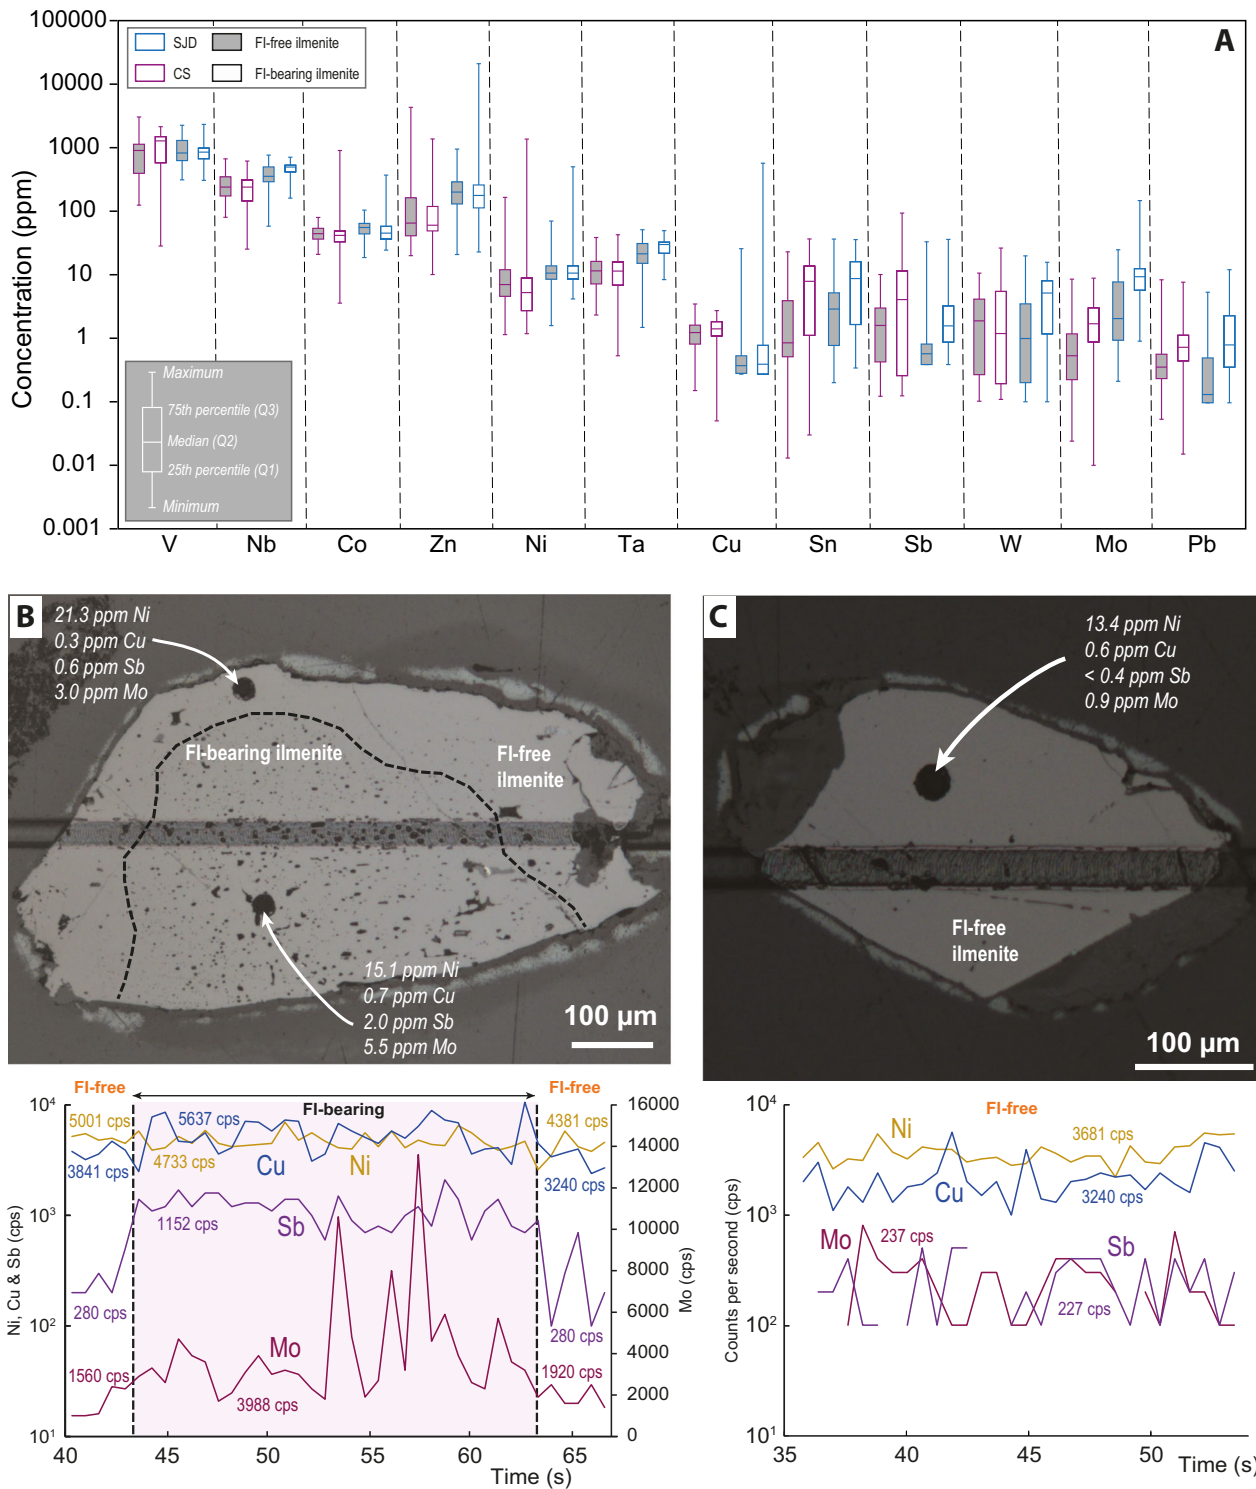 A
SJD
FI-free ilmenite
CS
FI-bearing ilmenite
Concentration (ppm)
100000
10000
1000
100
10
1
0.1
0.01
0.001
Maximum
75th percentile (Q3)
Median (Q2)
25th percentile (Q1)
Minimum
V Nb Co Zn Ni Ta Cu Sn Sb W Mo Pb
B
21.3 ppm Ni
0.3 ppm Cu
0.6 ppm Sb
3.0 ppm Mo
FI-bearing ilmenite
FI-free
ilmenite
15.1 ppm Ni
0.7 ppm Cu
2.0 ppm Sb
5.5 ppm Mo
100 µm
C
13.4 ppm Ni
0.6 ppm Cu
< 0.4 ppm Sb
0.9 ppm Mo
FI-free
ilmenite
100 µm
FI-free
FI-bearing
FI-free
Ni, Cu & Sb (cps)
10⁴
10³
10²
10¹
5001 cps
5637 cps
4381 cps
3841 cps
4733 cps
Cu
Ni
3240 cps
1152 cps
Sb
280 cps
280 cps
Mo
1560 cps
3988 cps
1920 cps
16000
14000
12000
10000
8000
6000
4000
2000
0
Mo (cps)
40 45 50 55 60 65
Time (s)
FI-free
Counts per second (cps)
10⁴
10³
10²
10¹
Ni
3681 cps
Cu
3240 cps
Mo
237 cps
Sb
227 cps
35 40 45 50
Time (s)